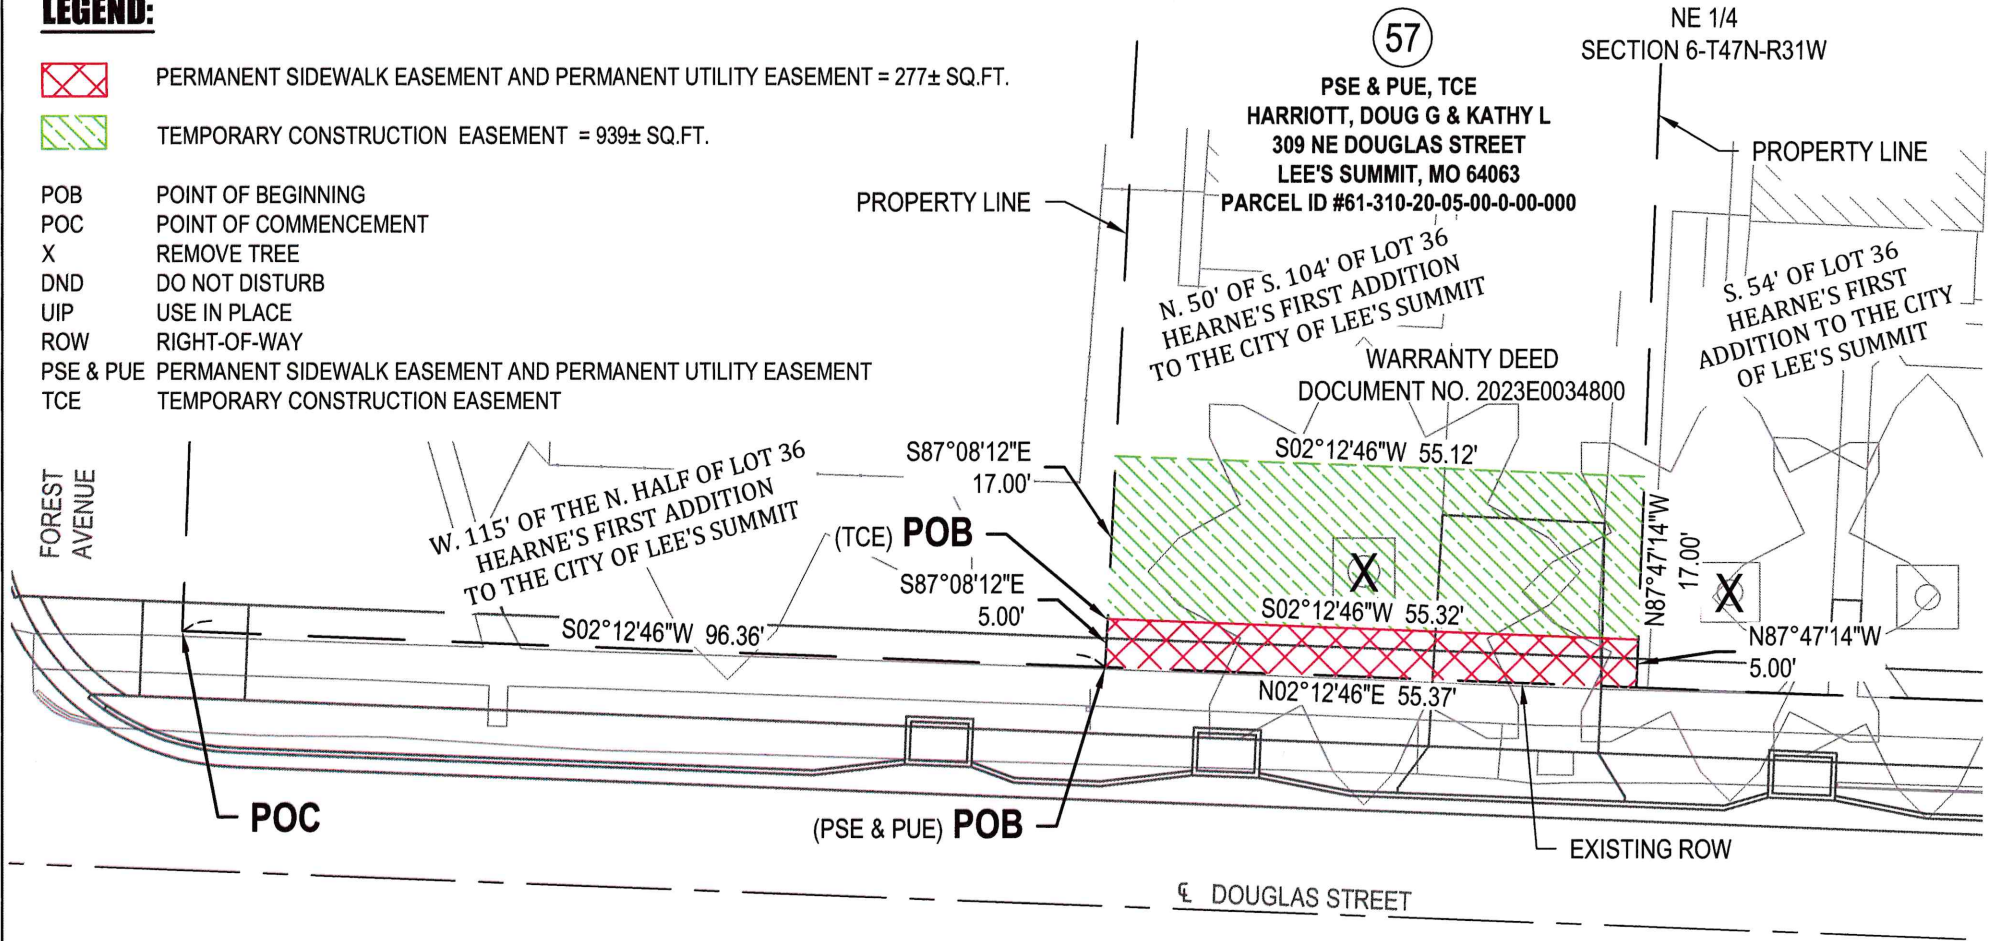 LEGEND:
PERMANENT SIDEWALK EASEMENT AND PERMANENT UTILITY EASEMENT = 277± SQ.FT.
TEMPORARY CONSTRUCTION EASEMENT = 939± SQ.FT.
POB POINT OF BEGINNING
POC POINT OF COMMENCEMENT
X REMOVE TREE
DND DO NOT DISTURB
UIP USE IN PLACE
ROW RIGHT-OF-WAY
PSE & PUE PERMANENT SIDEWALK EASEMENT AND PERMANENT UTILITY EASEMENT
TCE TEMPORARY CONSTRUCTION EASEMENT
57
PSE & PUE, TCE
HARRIOTT, DOUG G & KATHY L
309 NE DOUGLAS STREET
LEE'S SUMMIT, MO 64063
PARCEL ID #61-310-20-05-00-0-00-000
NE 1/4
SECTION 6-T47N-R31W
PROPERTY LINE
PROPERTY LINE
N. 50' OF S. 104' OF LOT 36
HEARNE'S FIRST ADDITION
TO THE CITY OF LEE'S SUMMIT
WARRANTY DEED
DOCUMENT NO. 2023E0034800
S. 54' OF LOT 36
HEARNE'S FIRST
ADDITION TO THE CITY
OF LEE'S SUMMIT
FOREST
AVENUE
W. 115' OF THE N. HALF OF LOT 36
HEARNE'S FIRST ADDITION
TO THE CITY OF LEE'S SUMMIT
S87°08'12"E
17.00'
(TCE) POB
S87°08'12"E
5.00'
S02°12'46"W 55.12'
X
S02°12'46"W 55.32'
N87°47'14"W
17.00'
X
N87°47'14"W
5.00'
S02°12'46"W 96.36'
N02°12'46"E 55.37'
POC
(PSE & PUE) POB
EXISTING ROW
℄ DOUGLAS STREET